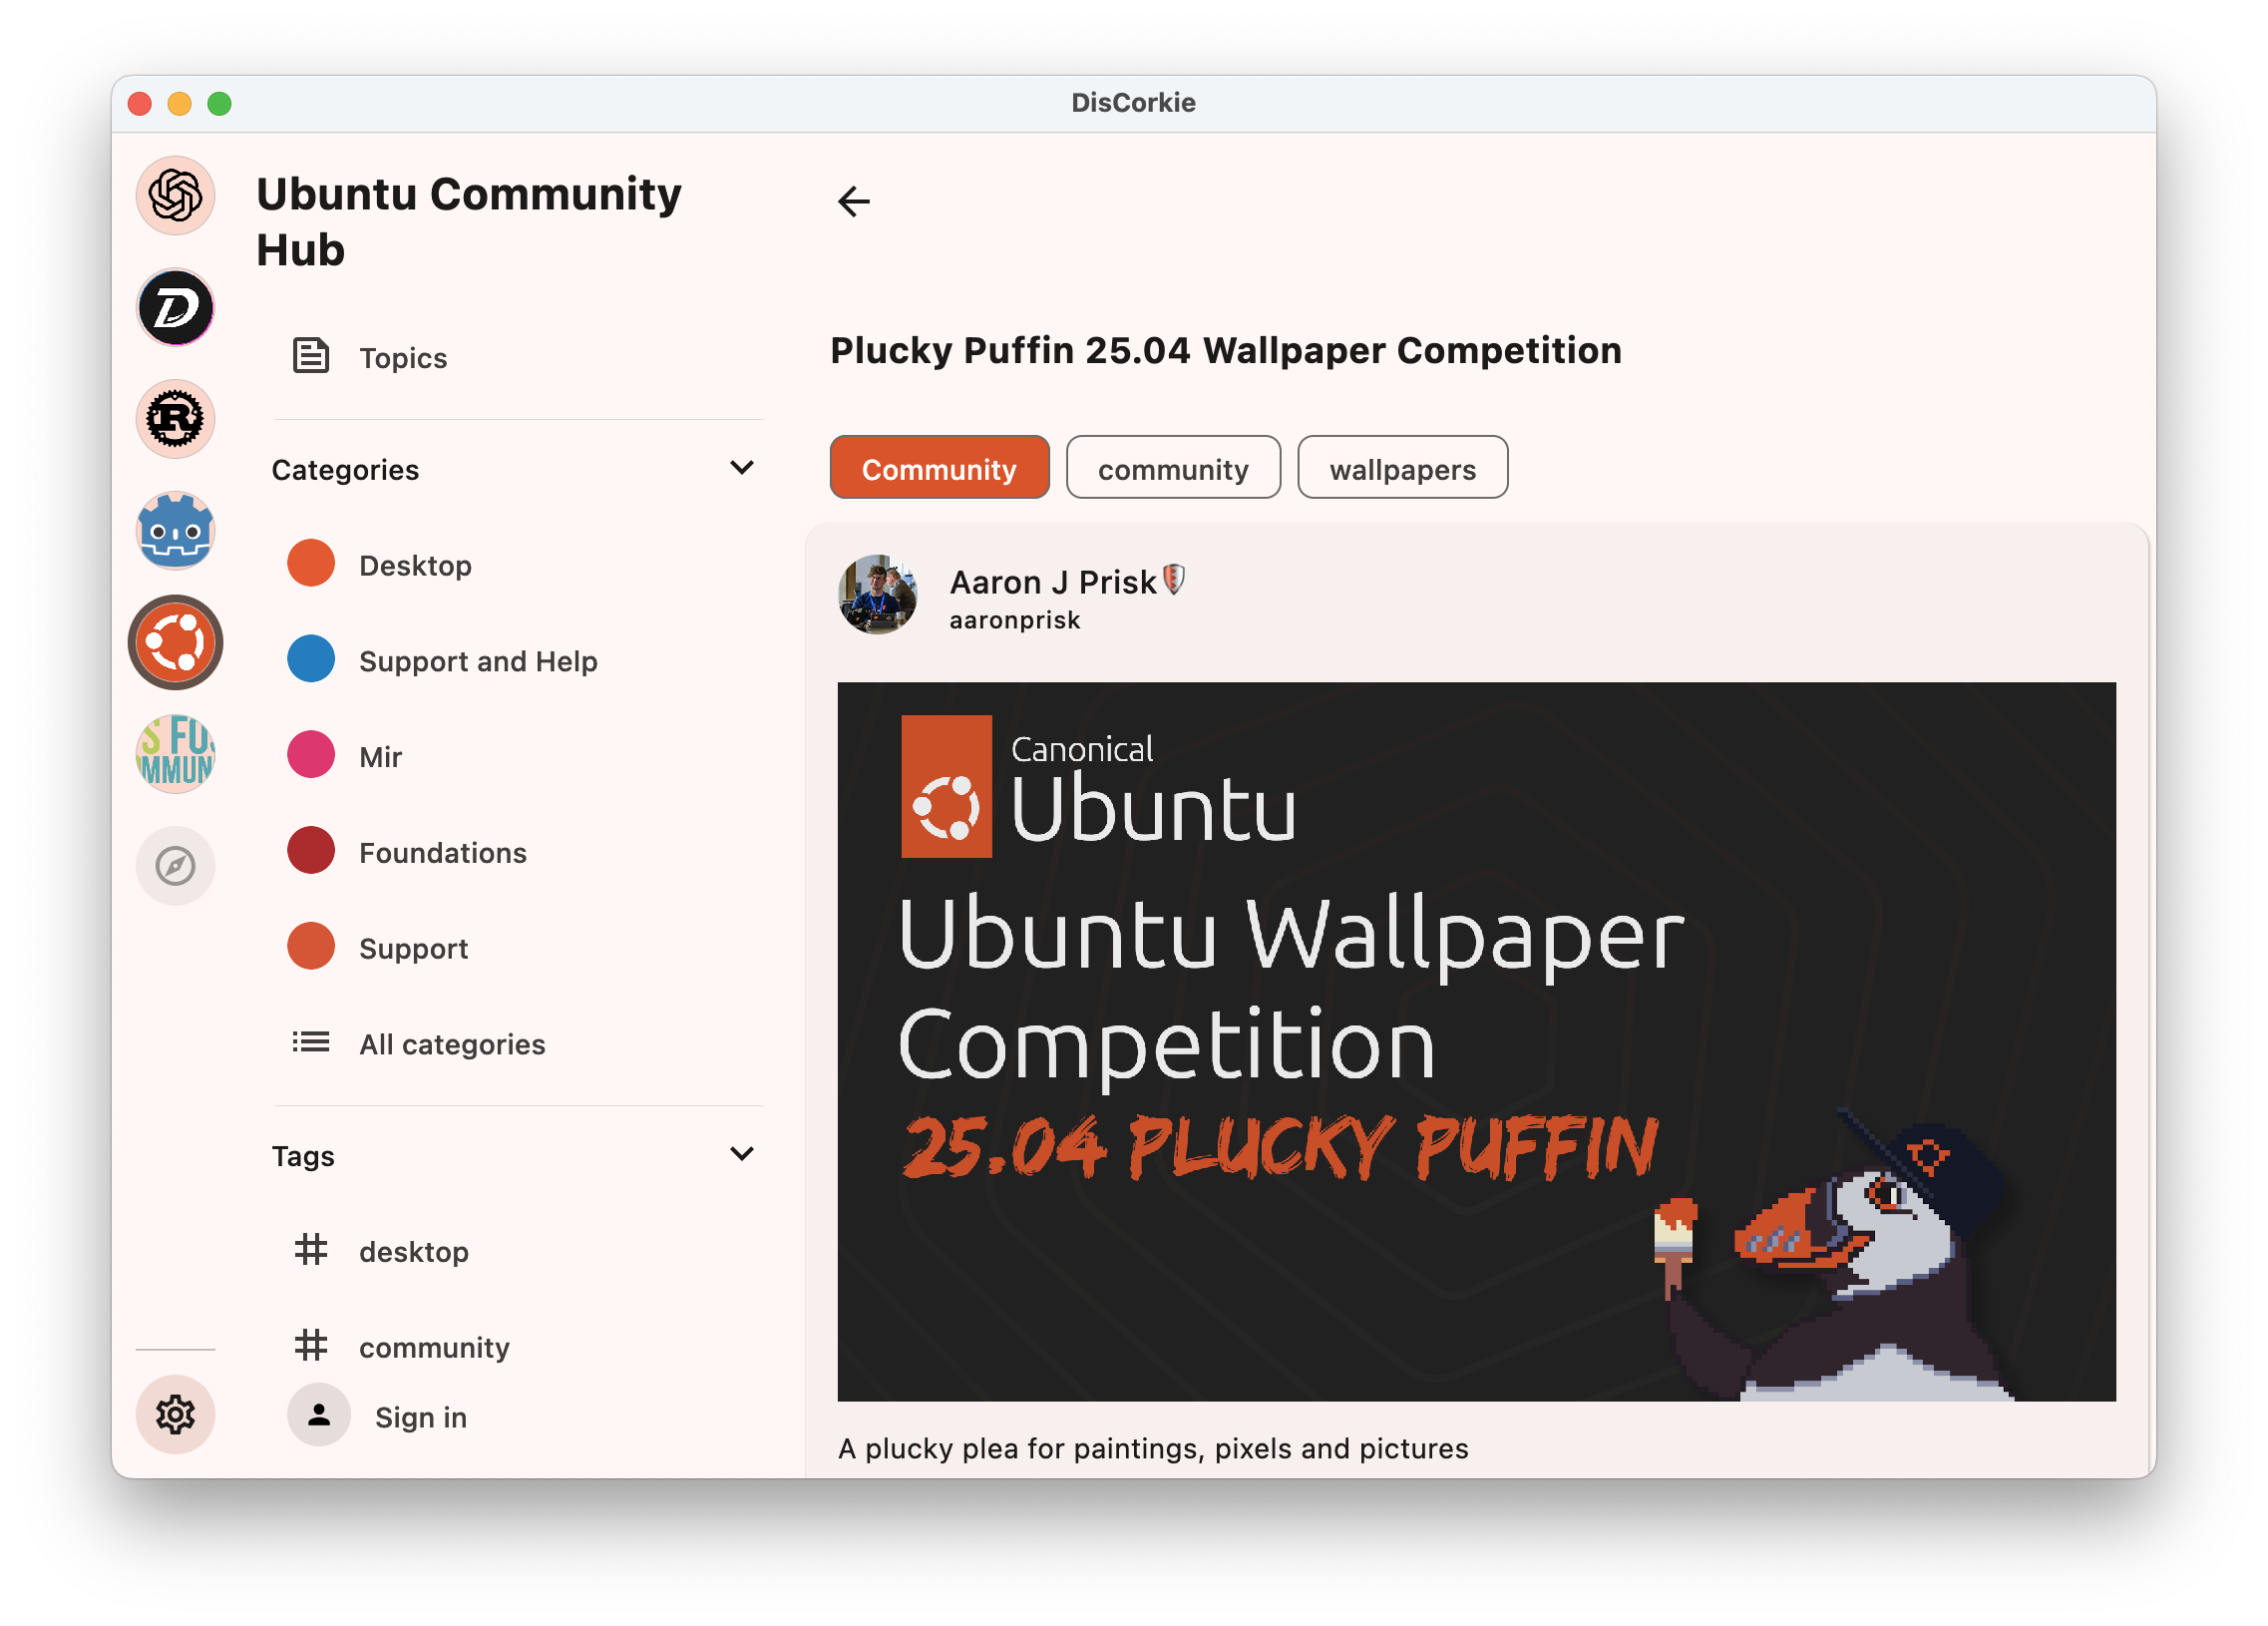 DisCorkie
Ubuntu Community
Hub
Topics
Categories
Desktop
Support and Help
Mir
Foundations
Support
All categories
Tags
desktop
community
Sign in
Plucky Puffin 25.04 Wallpaper Competition
Community
community
wallpapers
Aaron J Prisk
aaronprisk
Canonical
Ubuntu
Ubuntu Wallpaper
Competition
25.04 PLUCKY PUFFIN
A plucky plea for paintings, pixels and pictures